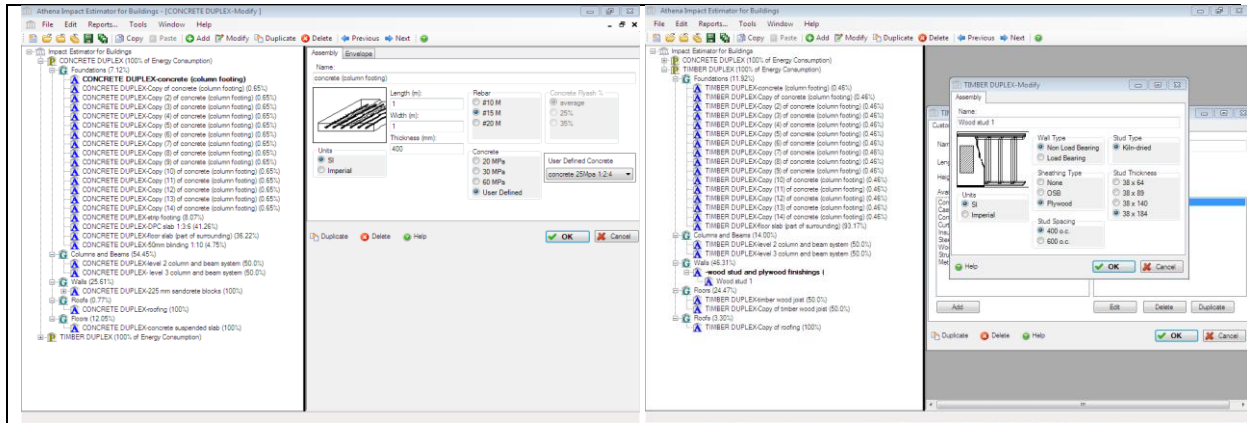 Athena Impact Estimator for Buildings - [CONCRETE DUPLEX-Modify ]
File Edit Reports... Tools Window Help
Copy Paste Add Modify Duplicate Delete Previous Next
Impact Estimator for Buildings
CONCRETE DUPLEX (100% of Energy Consumption)
Foundations (7.12%)
CONCRETE DUPLEX-concrete (column footing)
CONCRETE DUPLEX-Copy of concrete (column footing) (0.65%)
CONCRETE DUPLEX-Copy (2) of concrete (column footing) (0.65%)
CONCRETE DUPLEX-Copy (3) of concrete (column footing) (0.65%)
CONCRETE DUPLEX-Copy (4) of concrete (column footing) (0.65%)
CONCRETE DUPLEX-Copy (5) of concrete (column footing) (0.65%)
CONCRETE DUPLEX-Copy (6) of concrete (column footing) (0.65%)
CONCRETE DUPLEX-Copy (7) of concrete (column footing) (0.65%)
CONCRETE DUPLEX-Copy (8) of concrete (column footing) (0.65%)
CONCRETE DUPLEX-Copy (9) of concrete (column footing) (0.65%)
CONCRETE DUPLEX-Copy (10) of concrete (column footing) (0.65%)
CONCRETE DUPLEX-Copy (11) of concrete (column footing) (0.65%)
CONCRETE DUPLEX-Copy (12) of concrete (column footing) (0.65%)
CONCRETE DUPLEX-Copy (13) of concrete (column footing) (0.65%)
CONCRETE DUPLEX-Copy (14) of concrete (column footing) (0.65%)
CONCRETE DUPLEX-strip footing (8.07%)
CONCRETE DUPLEX-DPC slab 1:3:6 (41.26%)
CONCRETE DUPLEX-floor slab (part of surrounding) (36.22%)
CONCRETE DUPLEX-50mm blinding 1:10 (4.75%)
Columns and Beams (54.45%)
CONCRETE DUPLEX-level 2 column and beam system (50.0%)
CONCRETE DUPLEX- level 3 column and beam system (50.0%)
Walls (25.61%)
CONCRETE DUPLEX-225 mm sandcrete blocks (100%)
Roofs (0.77%)
CONCRETE DUPLEX-roofing (100%)
Floors (12.05%)
CONCRETE DUPLEX-concrete suspended slab (100%)
TIMBER DUPLEX (100% of Energy Consumption)
Assembly Envelope
Name:
concrete (column footing)
Length (m):
1
Width (m):
1
Thickness (mm):
400
Units
SI
Imperial
Rebar
#10 M
#15 M
#20 M
Concrete
20 MPa
30 MPa
60 MPa
User Defined
Concrete Flyash %
average
25%
35%
User Defined Concrete
concrete 25Mpa 1:2:4
Duplicate Delete Help OK Cancel
Athena Impact Estimator for Buildings
File Edit Reports... Tools Window Help
Copy Paste Add Modify Duplicate Delete Previous Next
Impact Estimator for Buildings
CONCRETE DUPLEX (100% of Energy Consumption)
TIMBER DUPLEX (100% of Energy Consumption)
Foundations (11.92%)
TIMBER DUPLEX-concrete (column footing) (0.46%)
TIMBER DUPLEX-Copy of concrete (column footing) (0.46%)
TIMBER DUPLEX-Copy (2) of concrete (column footing) (0.46%)
TIMBER DUPLEX-Copy (3) of concrete (column footing) (0.46%)
TIMBER DUPLEX-Copy (4) of concrete (column footing) (0.46%)
TIMBER DUPLEX-Copy (5) of concrete (column footing) (0.46%)
TIMBER DUPLEX-Copy (6) of concrete (column footing) (0.46%)
TIMBER DUPLEX-Copy (7) of concrete (column footing) (0.46%)
TIMBER DUPLEX-Copy (8) of concrete (column footing) (0.46%)
TIMBER DUPLEX-Copy (9) of concrete (column footing) (0.46%)
TIMBER DUPLEX-Copy (10) of concrete (column footing) (0.46%)
TIMBER DUPLEX-Copy (11) of concrete (column footing) (0.46%)
TIMBER DUPLEX-Copy (12) of concrete (column footing) (0.46%)
TIMBER DUPLEX-Copy (13) of concrete (column footing) (0.46%)
TIMBER DUPLEX-Copy (14) of concrete (column footing) (0.46%)
TIMBER DUPLEX-floor slab (part of surrounding) (93.17%)
Columns and Beams (14.00%)
TIMBER DUPLEX-level 2 column and beam system (50.0%)
TIMBER DUPLEX-level 3 column and beam system (50.0%)
Walls (46.31%)
-wood stud and plywood finishings (
Wood stud 1
Floors (24.47%)
TIMBER DUPLEX-timber wood joist (50.0%)
TIMBER DUPLEX-Copy of timber wood joist (50.0%)
Roofs (3.30%)
TIMBER DUPLEX-Copy of roofing (100%)
TIMBER DUPLEX-Modify
Assembly
Name:
Wood stud 1
Units
SI
Imperial
Wall Type
Non Load Bearing
Load Bearing
Sheathing Type
None
OSB
Plywood
Stud Spacing
400 o.c.
600 o.c.
Stud Type
Kiln-dried
Stud Thickness
38 x 64
38 x 89
38 x 140
38 x 184
Help OK Cancel
Add Edit Delete Duplicate
Duplicate Delete Help OK Cancel